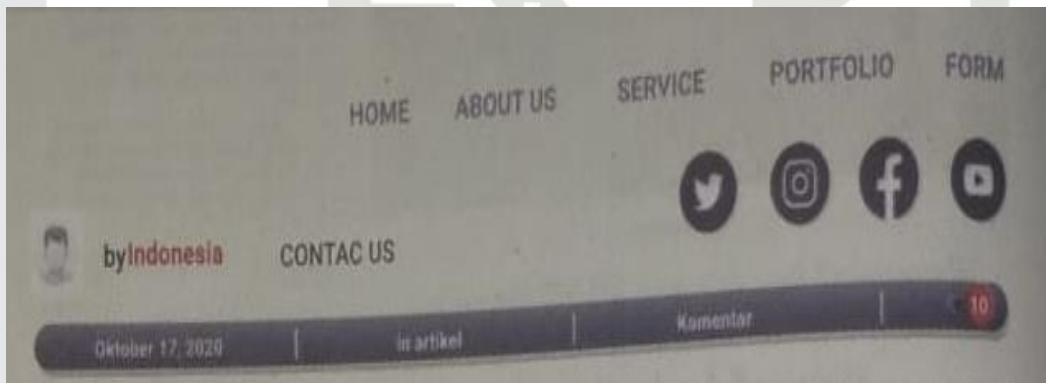 HOME ABOUT US SERVICE PORTFOLIO FORM
byIndonesia CONTAC US
Oktober 17, 2020 | in artikel | Komentar | 10